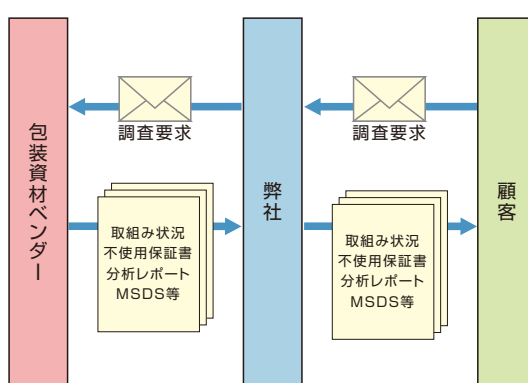 包装資材ベンダー
調査要求
取組み状況
不使用保証書
分析レポート
MSDS等
弊社
調査要求
取組み状況
不使用保証書
分析レポート
MSDS等
顧客